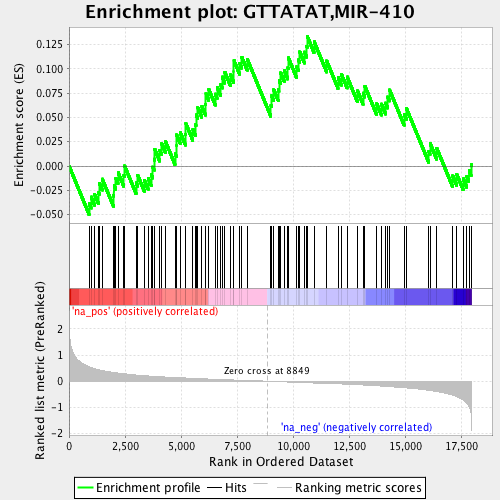 Enrichment plot: GTTATAT,MIR-410
Enrichment score (ES)
0.125
0.100
0.075
0.050
0.025
0.000
-0.025
-0.050
'na_pos' (positively correlated)
Ranked list metric (PreRanked)
2
1
0
-1
-2
Zero cross at 8849
'na_neg' (negatively correlated)
0
2,500
5,000
7,500
10,000
12,500
15,000
17,500
Rank in Ordered Dataset
Enrichment profile
Hits
Ranking metric scores